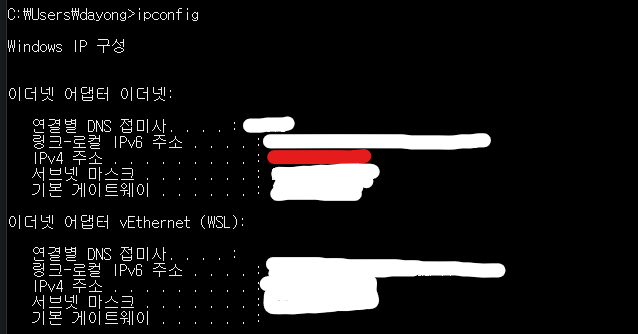 C:₩Users₩dayong>ipconfig
Windows IP 구성
이더넷 어댑터 이더넷:
연결별 DNS 접미사. . . . :
링크-로컬 IPv6 주소 . . . . . :
IPv4 주소 . . . . . . . . . :
서브넷 마스크 . . . . . . . :
기본 게이트웨이 . . . . . . :
이더넷 어댑터 vEthernet (WSL):
연결별 DNS 접미사. . . . :
링크-로컬 IPv6 주소 . . . . . :
IPv4 주소 . . . . . . . . . :
서브넷 마스크 . . . . . . . :
기본 게이트웨이 . . . . . . :